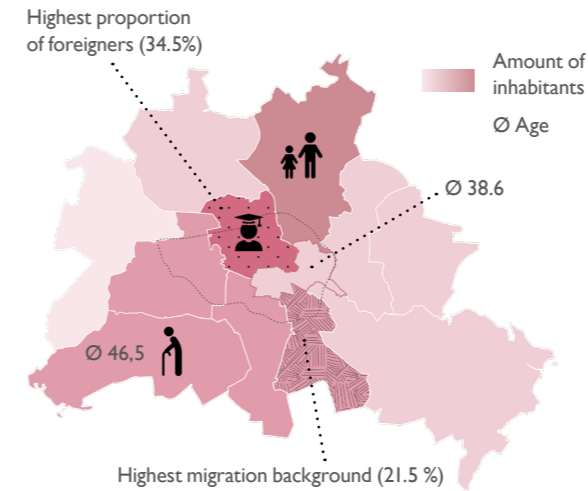 Highest proportion
of foreigners (34.5%)
Amount of
inhabitants
Ø Age
Ø 38.6
Ø 46,5
Highest migration background (21.5 %)